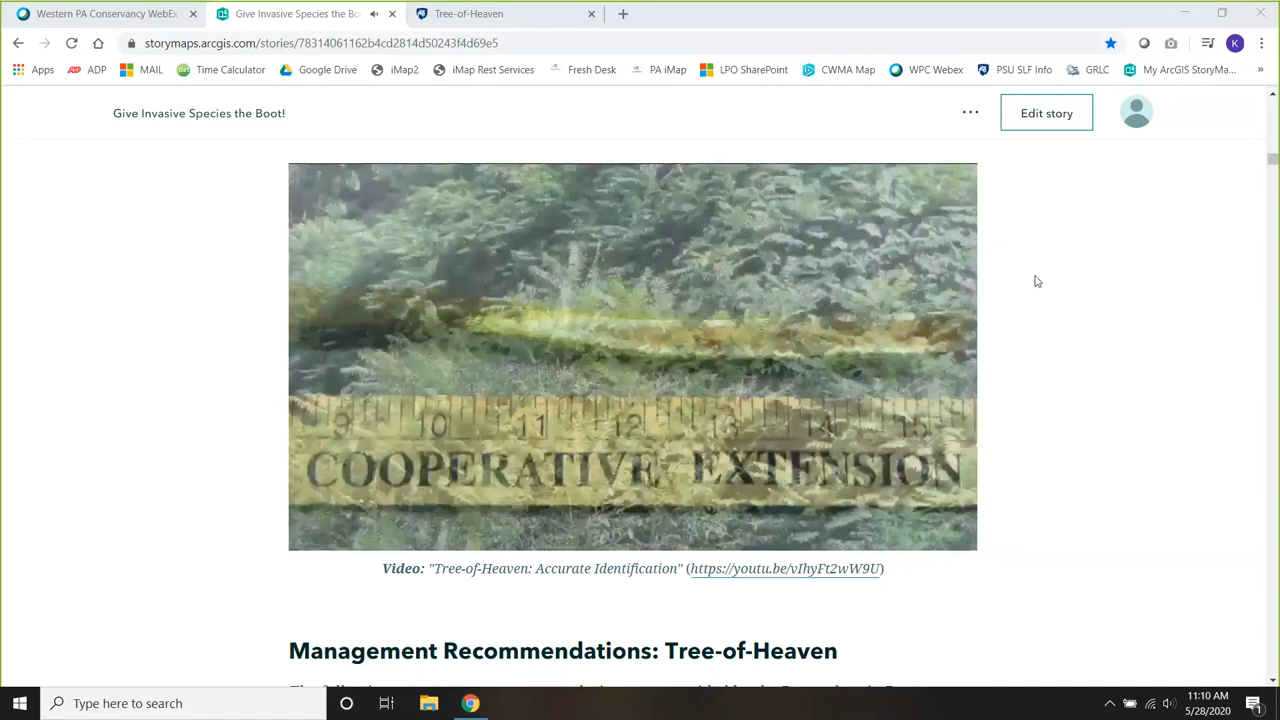 Western PA Conservancy WebEx
Give Invasive Species the Bo
Tree-of-Heaven
storymaps.arcgis.com/stories/78314061162b4cd2814d50243f4d69e5
K
Apps ADP MAIL Time Calculator Google Drive iMap2 iMap Rest Services Fresh Desk PA iMap LPO SharePoint CWMA Map WPC Webex PSU SLF Info GRLC My ArcGIS StoryMa... »
Give Invasive Species the Boot!
Edit story
9 10 11 12 13 14 15
COOPERATIVE EXTENSION
Video: "Tree-of-Heaven: Accurate Identification" (https://youtu.be/vIhyFt2wW9U)
Management Recommendations: Tree-of-Heaven
Type here to search
11:10 AM
5/28/2020
1